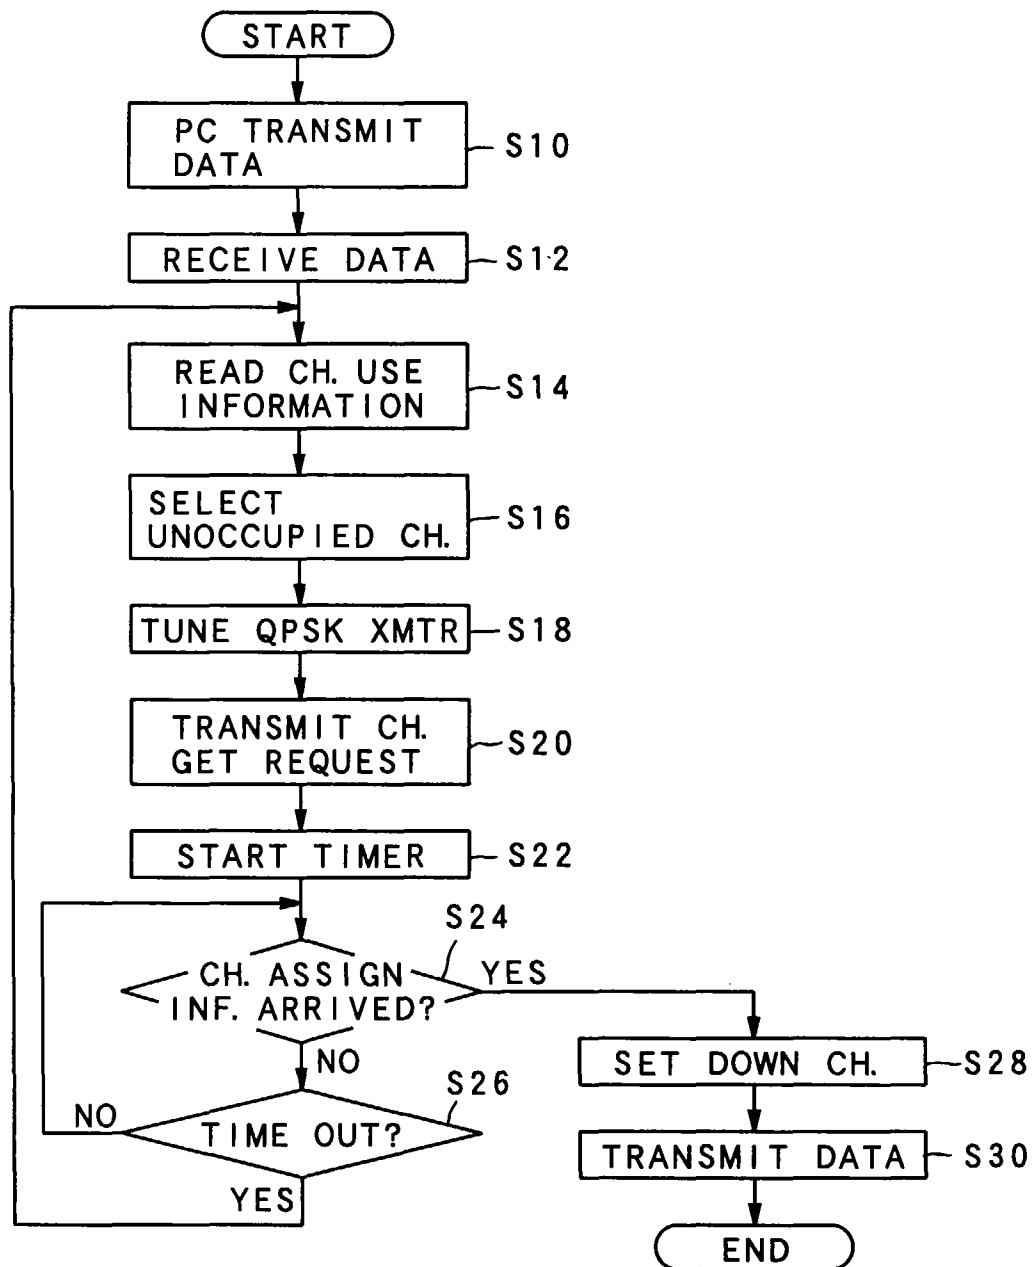 START
PC TRANSMIT
DATA
S10
RECEIVE DATA
S12
READ CH. USE
INFORMATION
S14
SELECT
UNOCCUPIED CH.
S16
TUNE QPSK XMTR
S18
TRANSMIT CH.
GET REQUEST
S20
START TIMER
S22
S24
CH. ASSIGN
INF. ARRIVED?
YES
NO
SET DOWN CH.
S28
S26
NO
TIME OUT?
YES
TRANSMIT DATA
S30
END